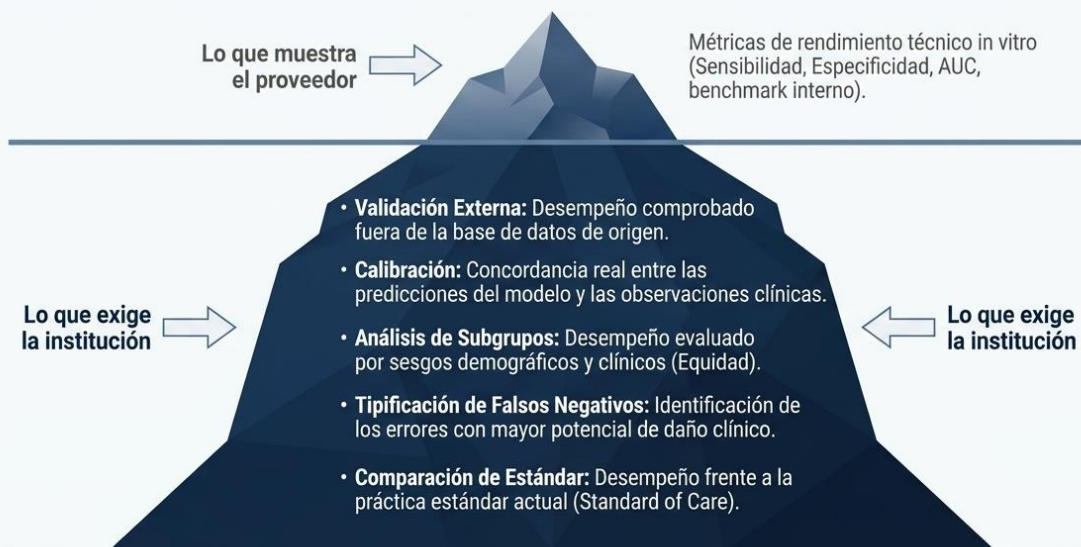 Lo que muestra
el proveedor
Métricas de rendimiento técnico in vitro
(Sensibilidad, Especificidad, AUC,
benchmark interno).
• Validación Externa: Desempeño comprobado
fuera de la base de datos de origen.
• Calibración: Concordancia real entre las
predicciones del modelo y las observaciones clínicas.
Lo que exige
la institución
• Análisis de Subgrupos: Desempeño evaluado
por sesgos demográficos y clínicos (Equidad).
• Tipificación de Falsos Negativos: Identificación de
los errores con mayor potencial de daño clínico.
• Comparación de Estándar: Desempeño frente a la
práctica estándar actual (Standard of Care).
Lo que exige
la institución